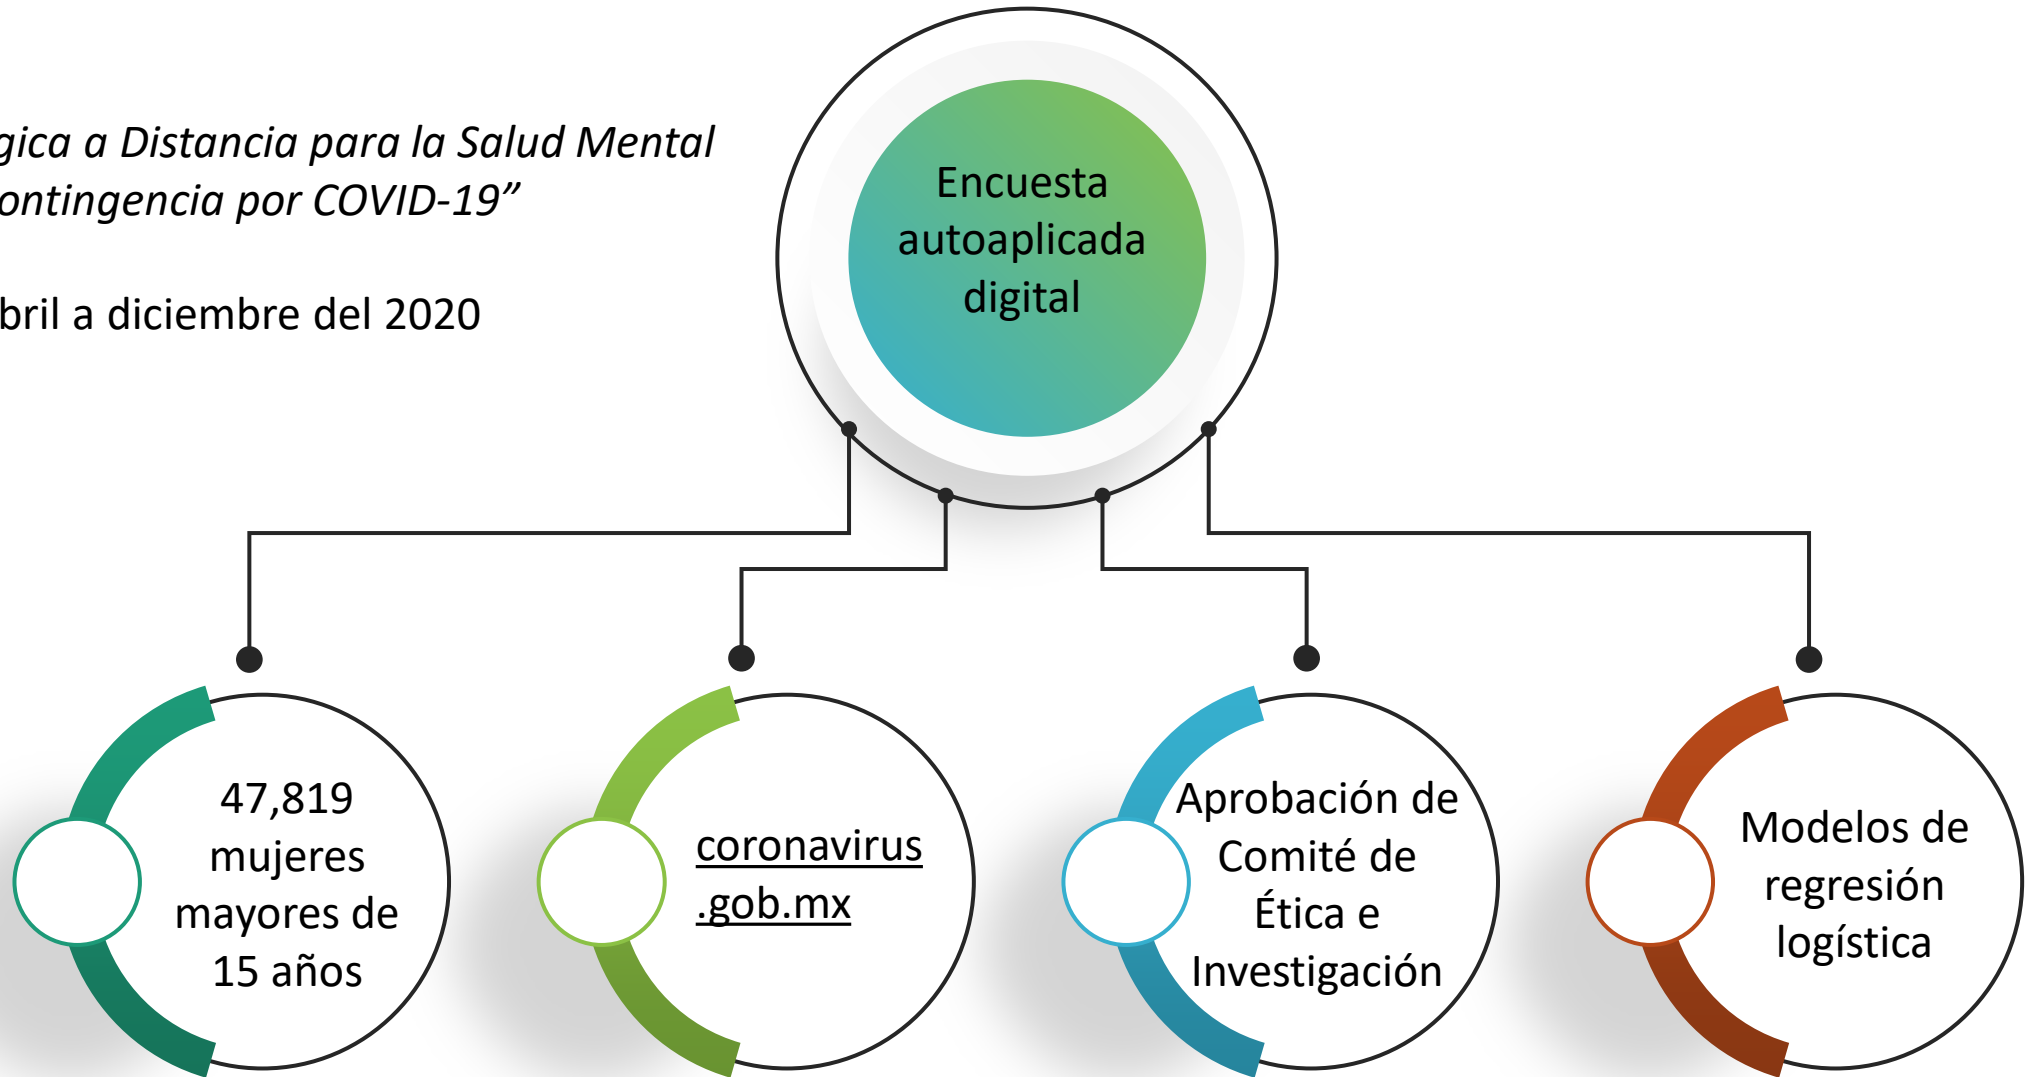 gica a Distancia para la Salud Mental
ontingencia por COVID-19”
bril a diciembre del 2020
Encuesta
autoaplicada
digital
47,819
mujeres
mayores de
15 años
coronavirus
.gob.mx
Aprobación de
Comité de
Ética e
Investigación
Modelos de
regresión
logística